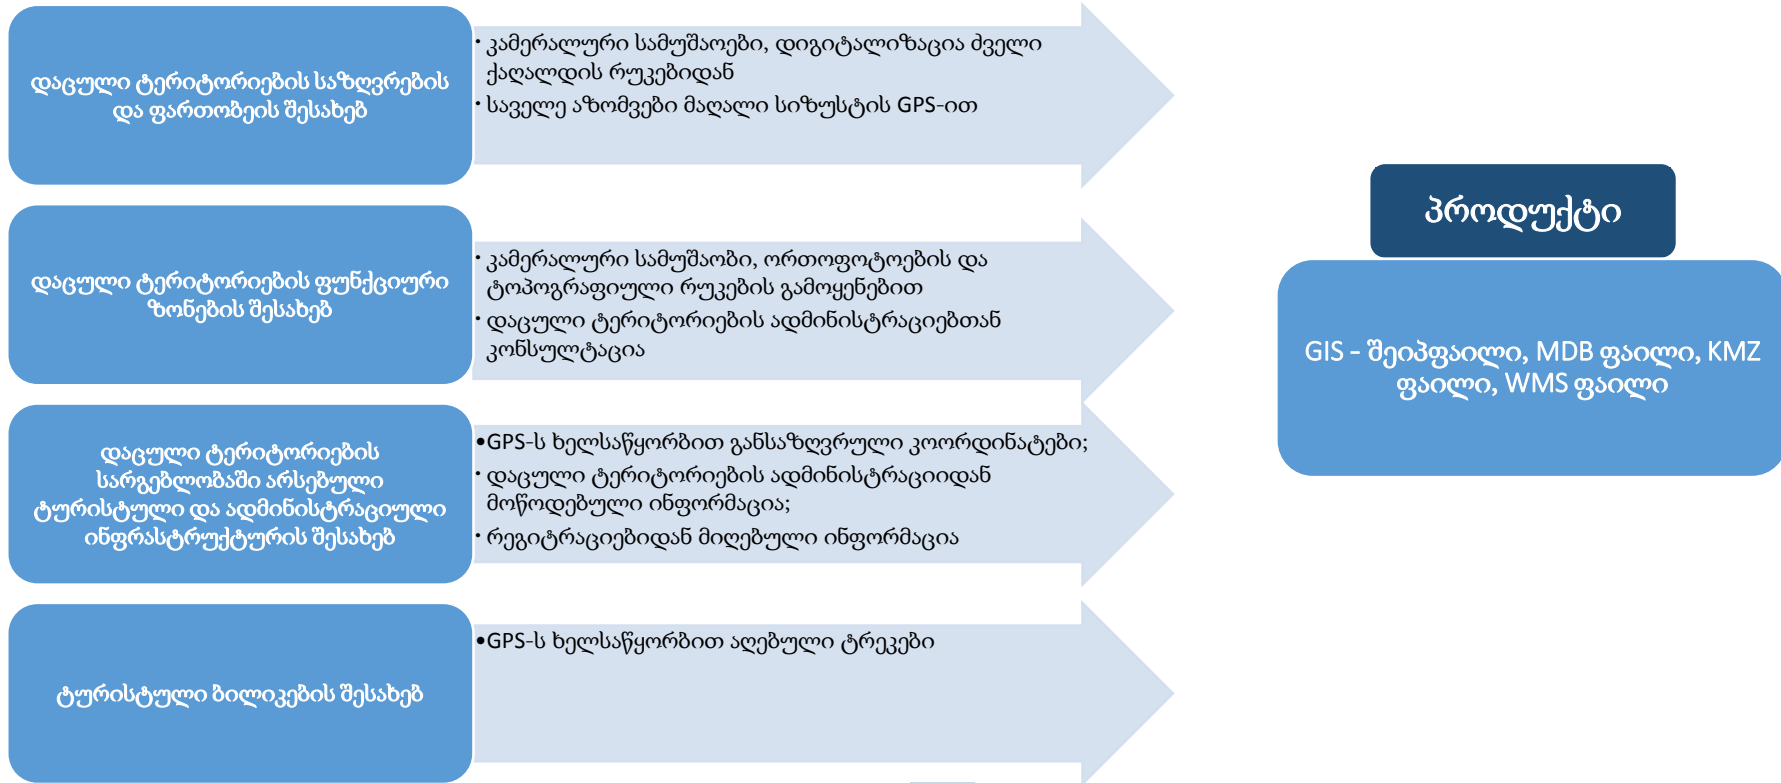 დაცული ტერიტორიების საზღვრების
და ფართობეის შესახებ
· კამერალური სამუშაოები, დიგიტალიზაცია ძველი
ქაღალდის რუკებიდან
· საველე აზომვები მაღალი სიზუსტის GPS-ით
დაცული ტერიტორიების ფუნქციური
ზონების შესახებ
· კამერალური სამუშაობი, ორთოფოტოების და
ტოპოგრაფიული რუკების გამოყენებით
· დაცული ტერიტორიების ადმინისტრაციებთან
კონსულტაცია
დაცული ტერიტორიების
სარგებლობაში არსებული
ტურისტული და ადმინისტრაციული
ინფრასტრუქტურის შესახებ
•GPS-ს ხელსაწყორბით განსაზღვრული კოორდინატები;
· დაცული ტერიტორიების ადმინისტრაციიდან
მოწოდებული ინფორმაცია;
· რეგიტრაციებიდან მიღებული ინფორმაცია
ტურისტული ბილიკების შესახებ
•GPS-ს ხელსაწყორბით აღებული ტრეკები
პროდუქტი
GIS - შეიპფაილი, MDB ფაილი, KMZ
ფაილი, WMS ფაილი